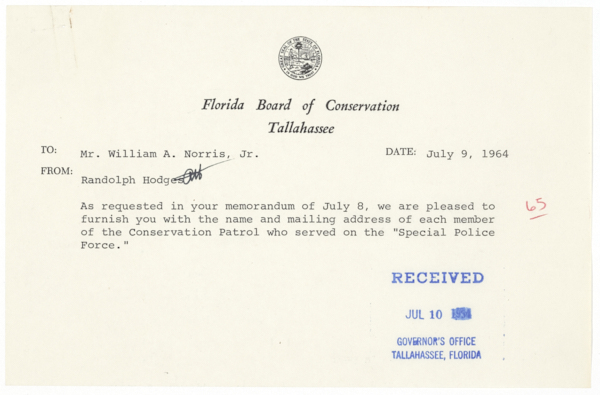 Florida Board of Conservation
Tallahassee
TO: Mr. William A. Norris, Jr. DATE: July 9, 1964
FROM: Randolph Hodges
As requested in your memorandum of July 8, we are pleased to
furnish you with the name and mailing address of each member
of the Conservation Patrol who served on the "Special Police
Force."
65
RECEIVED
JUL 10
GOVERNOR'S OFFICE
TALLAHASSEE, FLORIDA